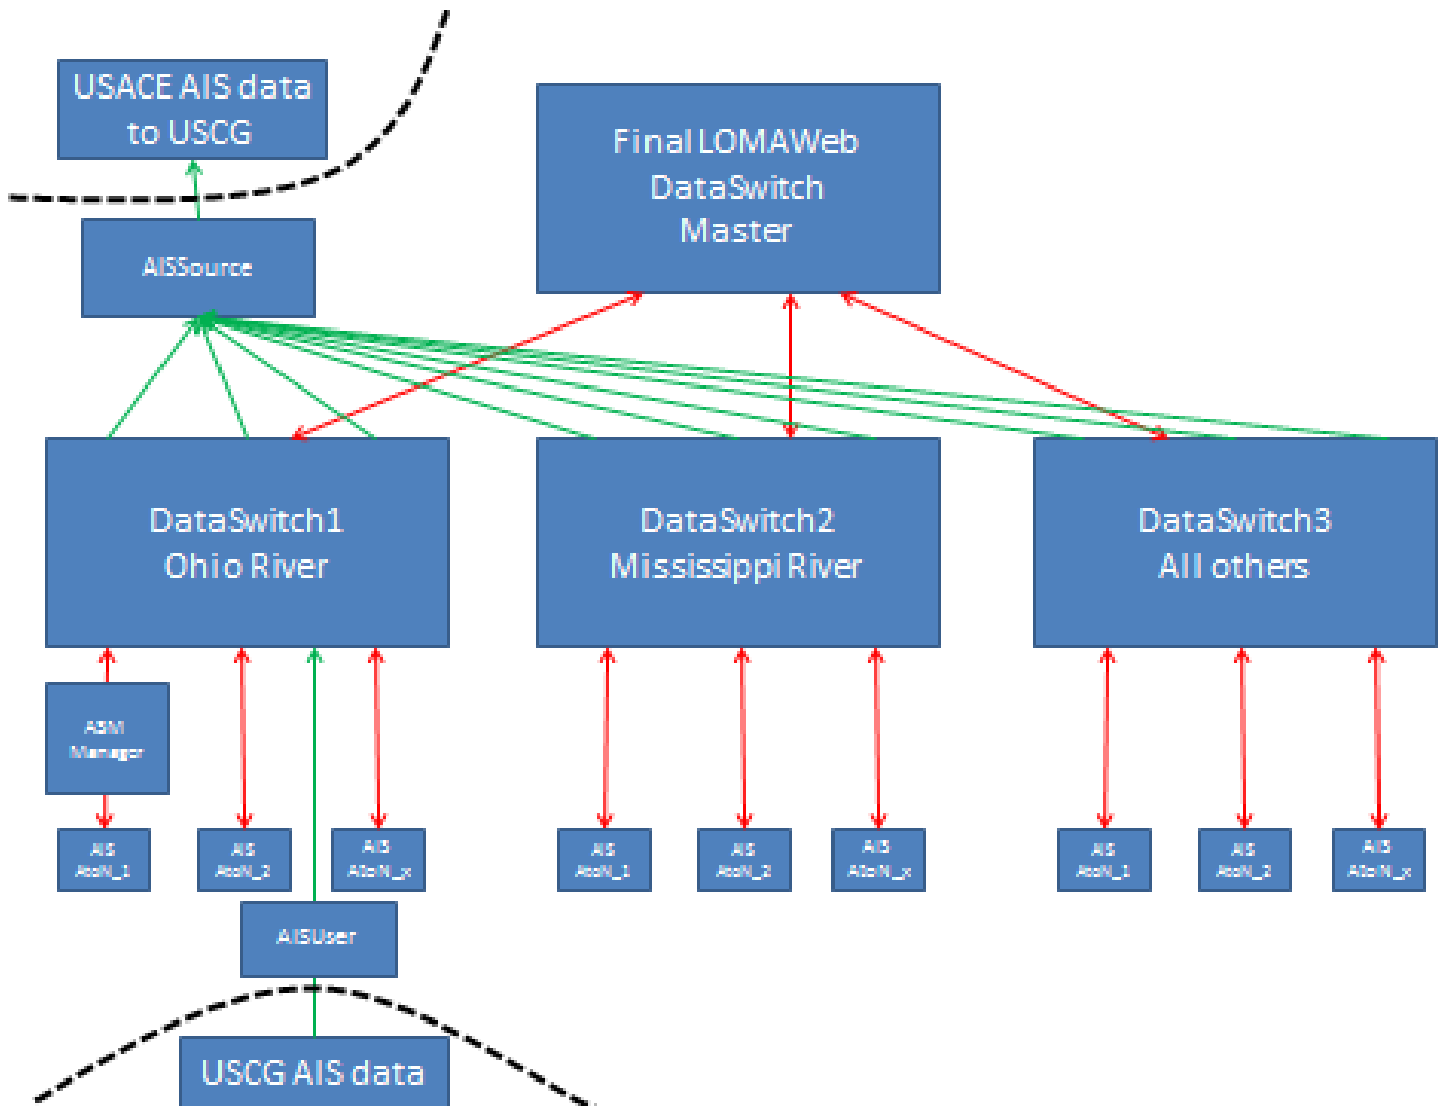 USACE AIS data
to USCG
Final LOMAWeb
DataSwitch
Master
AISSource
DataSwitch1
Ohio River
DataSwitch2
Mississippi River
DataSwitch3
All others
ASM
Manager
AIS
AtoN_1
AIS
AtoN_2
AIS
AtoN_x
AIS
AtoN_1
AIS
AtoN_2
AIS
AtoN_x
AIS
AtoN_1
AIS
AtoN_2
AIS
AtoN_x
AISUser
USCG AIS data